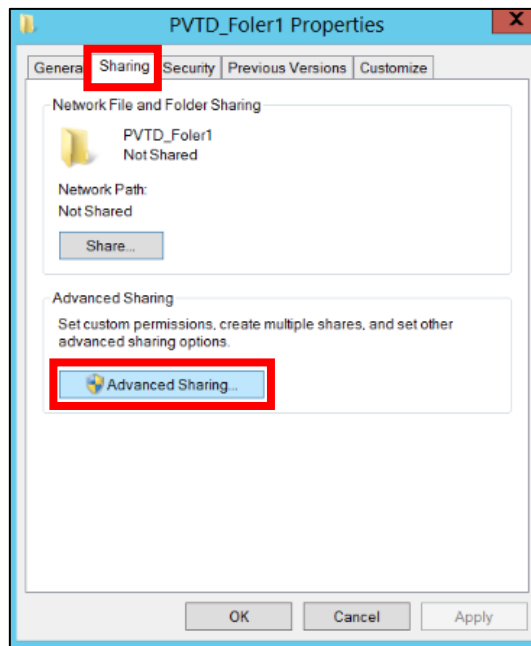 PVTD_Foler1 Properties
X
General Sharing Security Previous Versions Customize
Network File and Folder Sharing
PVTD_Foler1
Not Shared
Network Path:
Not Shared
Share...
Advanced Sharing
Set custom permissions, create multiple shares, and set other
advanced sharing options.
Advanced Sharing...
OK Cancel Apply